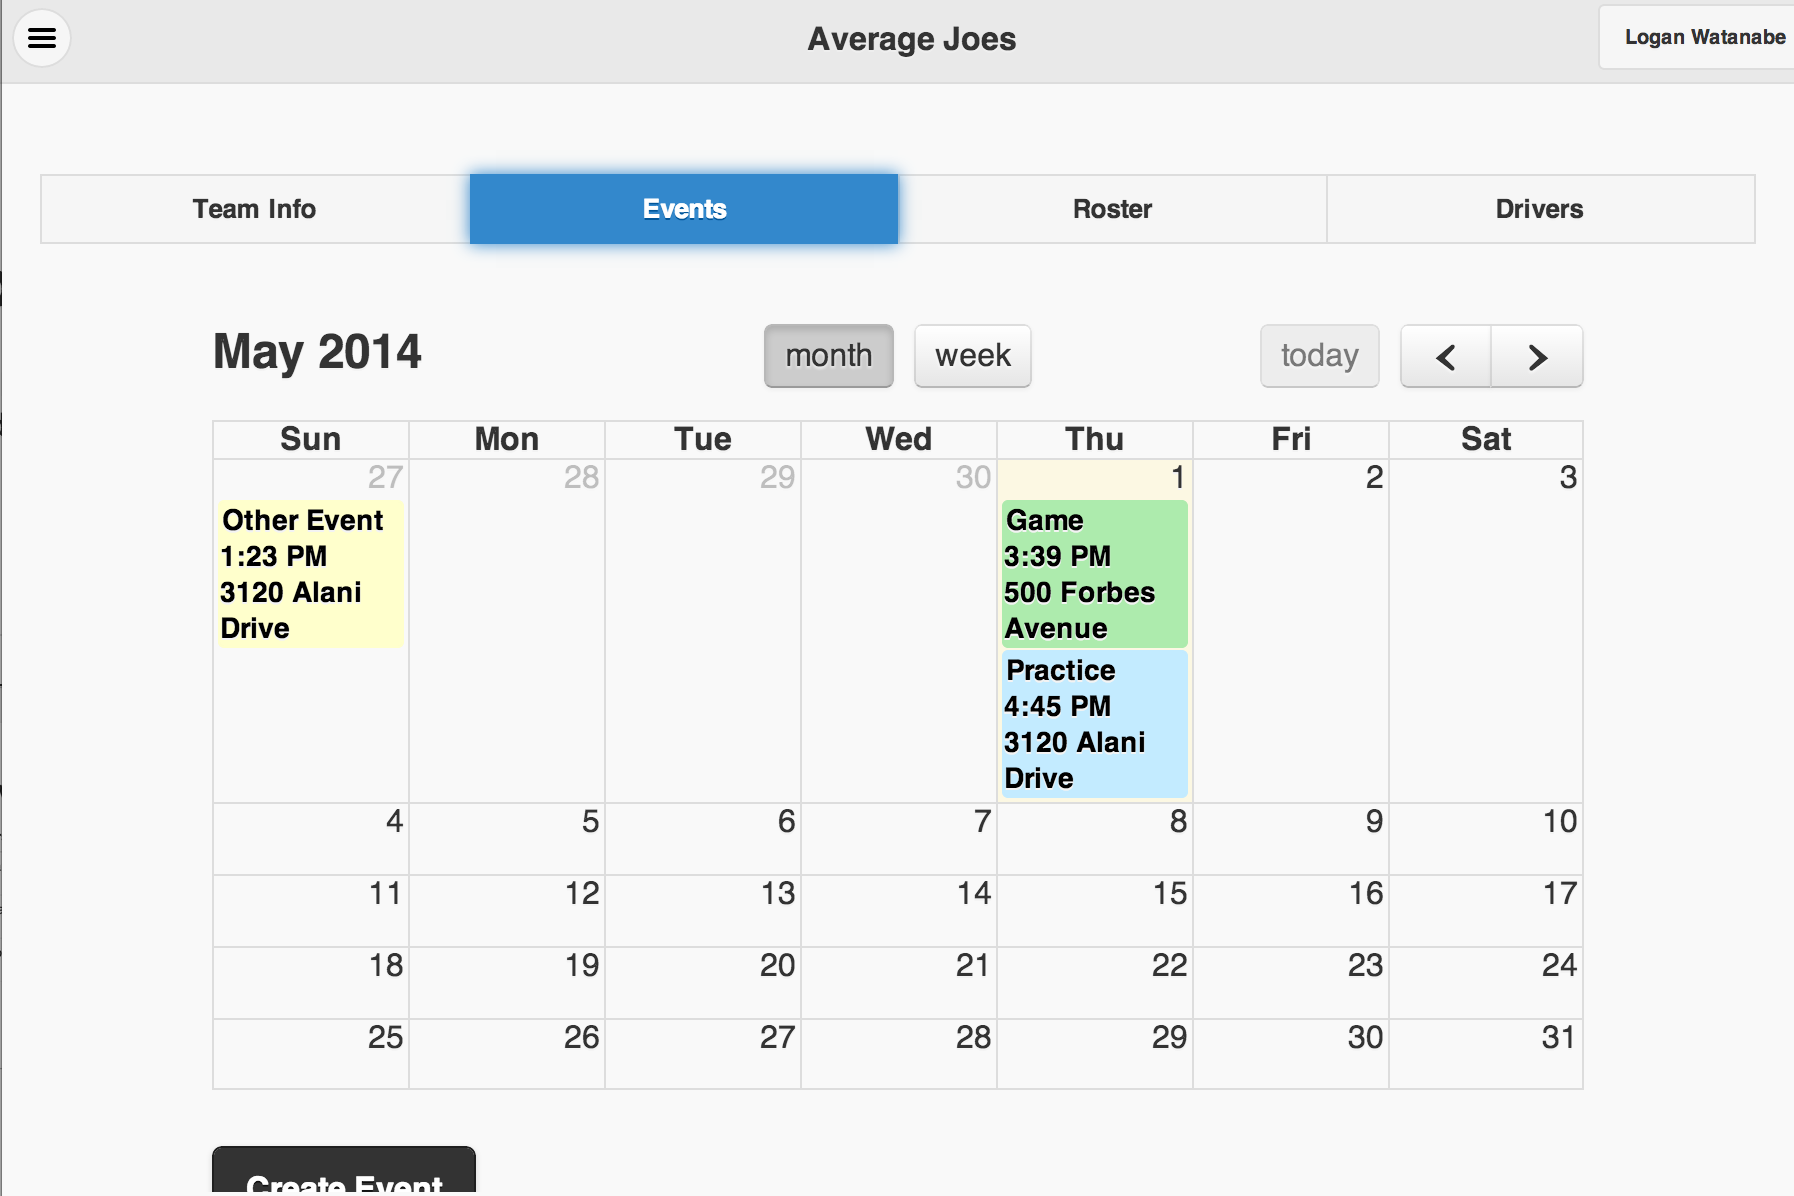 Average Joes
Logan Watanabe
Team Info
Events
Roster
Drivers
May 2014
month
week
today
Sun Mon Tue Wed Thu Fri Sat
27 28 29 30 1 2 3
Other Event
1:23 PM
3120 Alani
Drive
Game
3:39 PM
500 Forbes
Avenue
Practice
4:45 PM
3120 Alani
Drive
4 5 6 7 8 9 10
11 12 13 14 15 16 17
18 19 20 21 22 23 24
25 26 27 28 29 30 31
Create Event